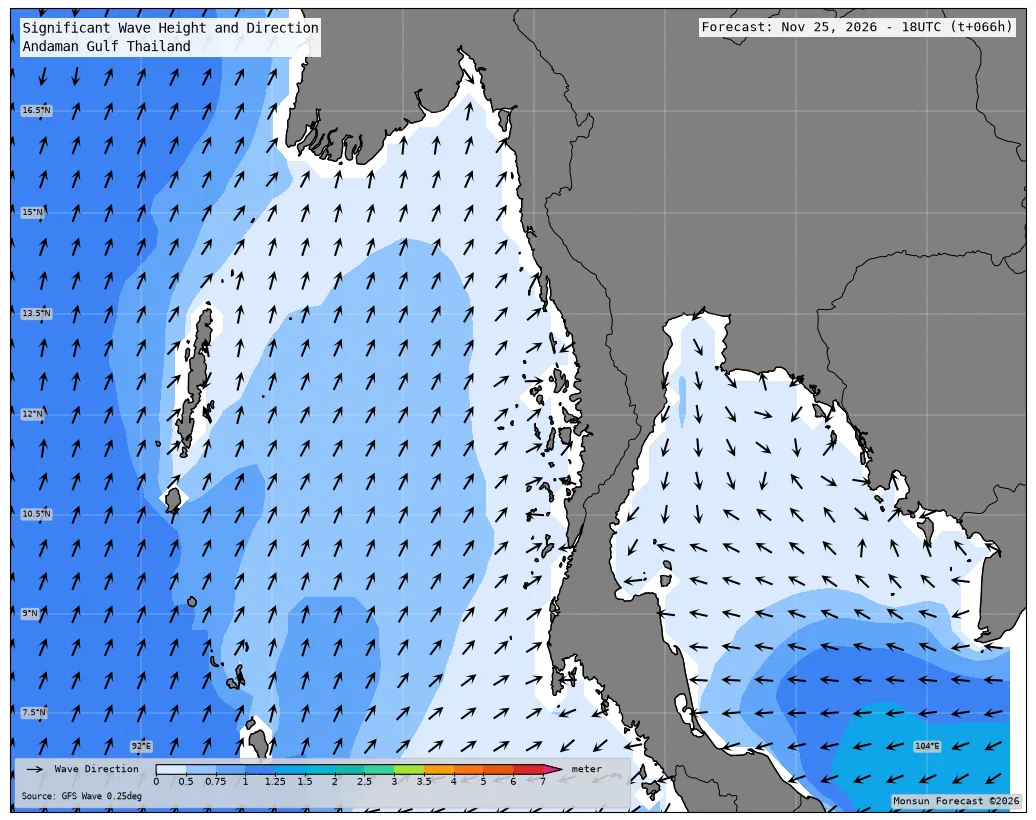 Significant Wave Height and Direction
Andaman Gulf Thailand
Forecast: Nov 25, 2026 - 18UTC (t+066h)
16.5°N
15°N
13.5°N
12°N
10.5°N
9°N
7.5°N
92°E
104°E
Wave Direction
0 0.5 0.75 1 1.25 1.5 2 2.5 3 3.5 4 5 6 7
meter
Source: GFS Wave 0.25deg
Monsun Forecast ©2026